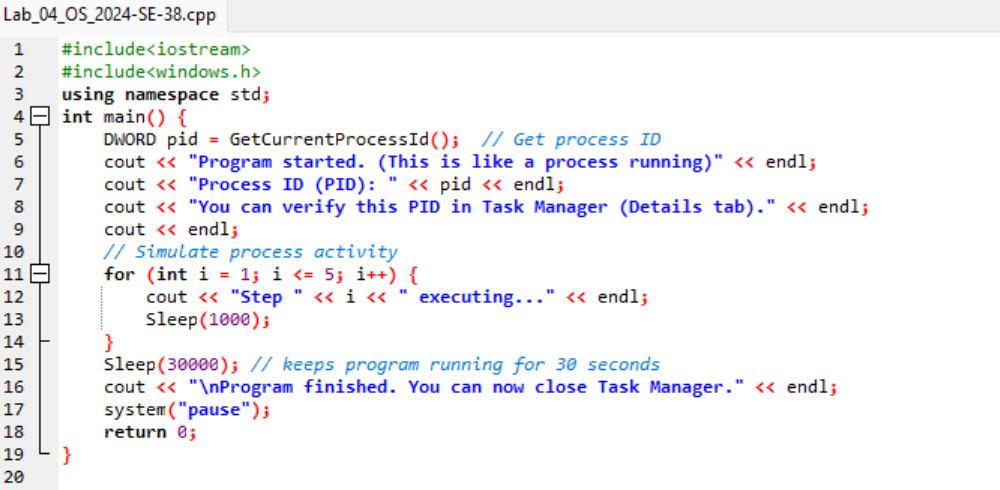 Lab_04_OS_2024-SE-38.cpp
1 #include<iostream>
2 #include<windows.h>
3 using namespace std;
4 int main() {
5 DWORD pid = GetCurrentProcessId();  // Get process ID
6 cout << "Program started. (This is like a process running)" << endl;
7 cout << "Process ID (PID): " << pid << endl;
8 cout << "You can verify this PID in Task Manager (Details tab)." << endl;
9 cout << endl;
10 // Simulate process activity
11 for (int i = 1; i <= 5; i++) {
12 cout << "Step " << i << " executing..." << endl;
13 Sleep(1000);
14 }
15 Sleep(30000); // keeps program running for 30 seconds
16 cout << "\nProgram finished. You can now close Task Manager." << endl;
17 system("pause");
18 return 0;
19 }
20